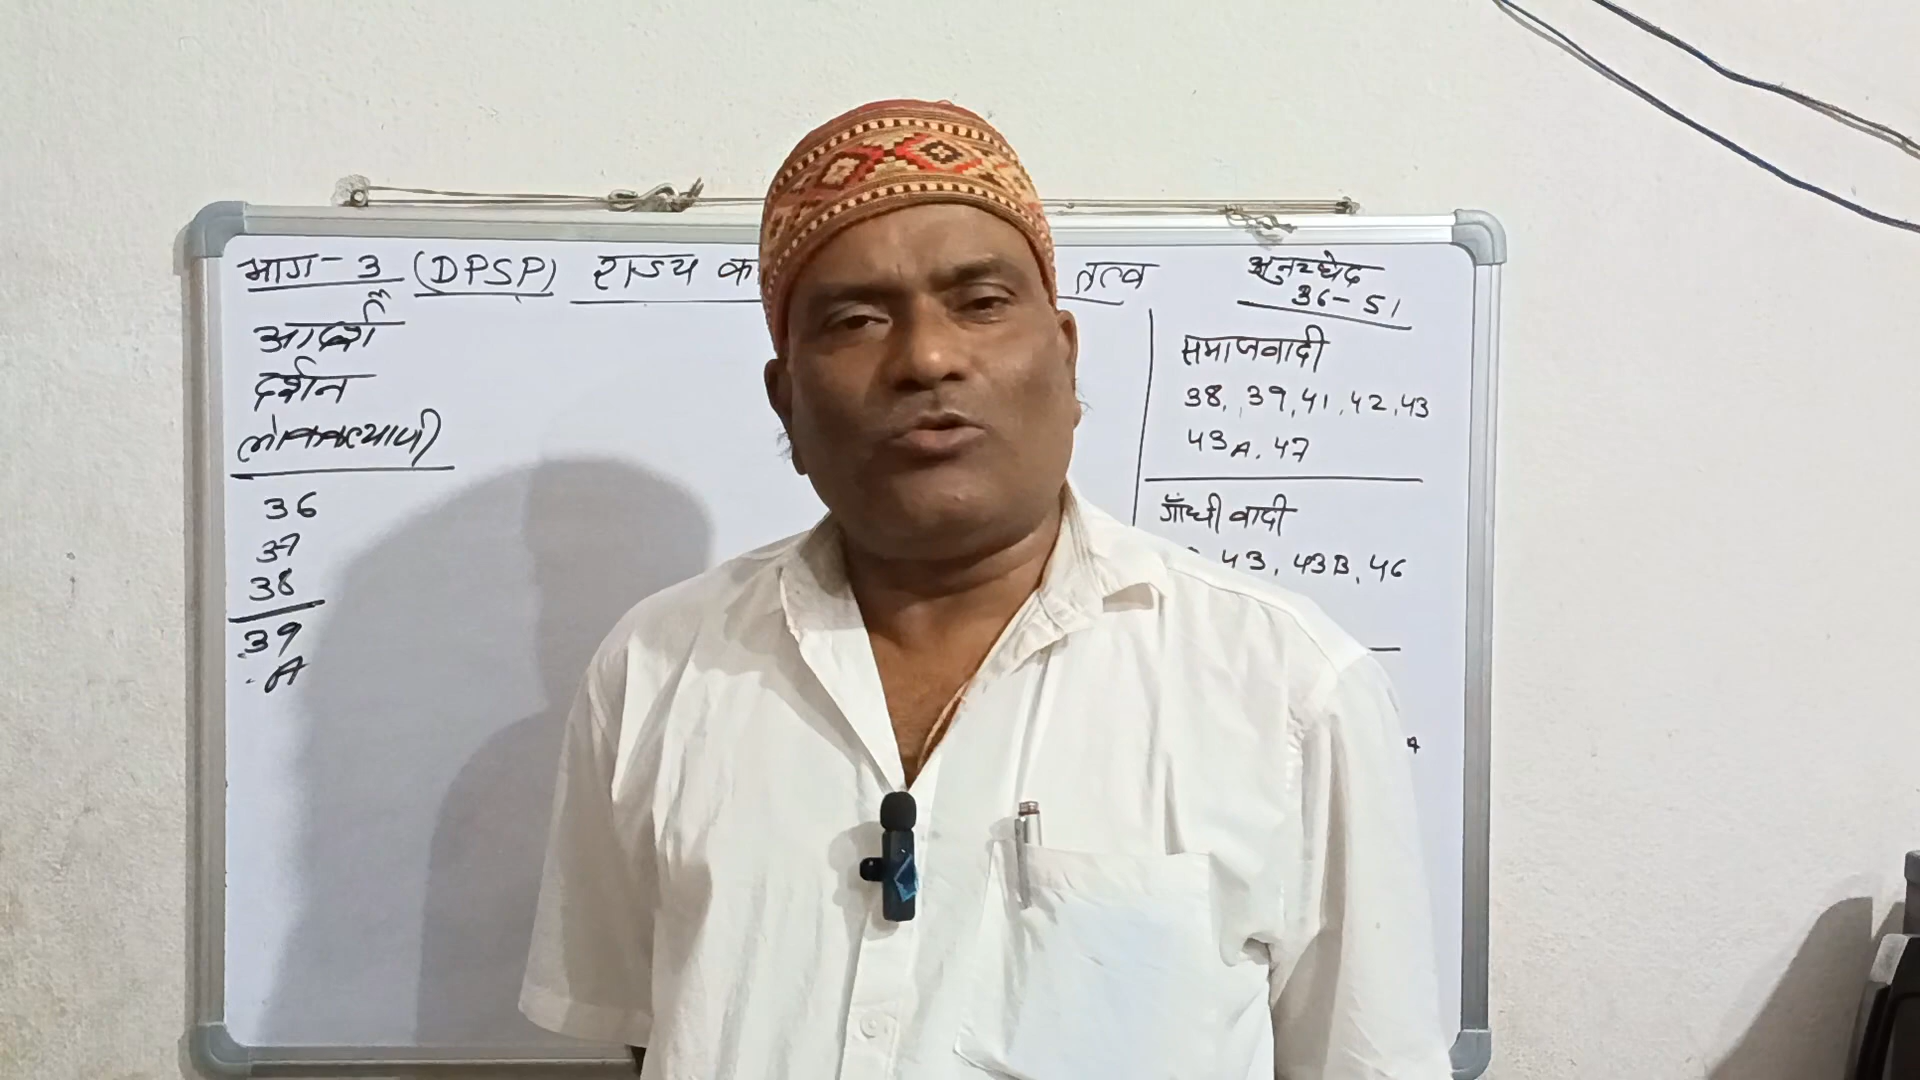 भाग- 3 (DPSP) राज्य क तत्व
अनुच्छेद
36-51
आदर्श
दर्शन
लोककल्याणी
36
37
38
39
A
समाजवादी
38, 39, 41, 42, 43
43A. 47
गाँधीवादी
43, 43B, 46